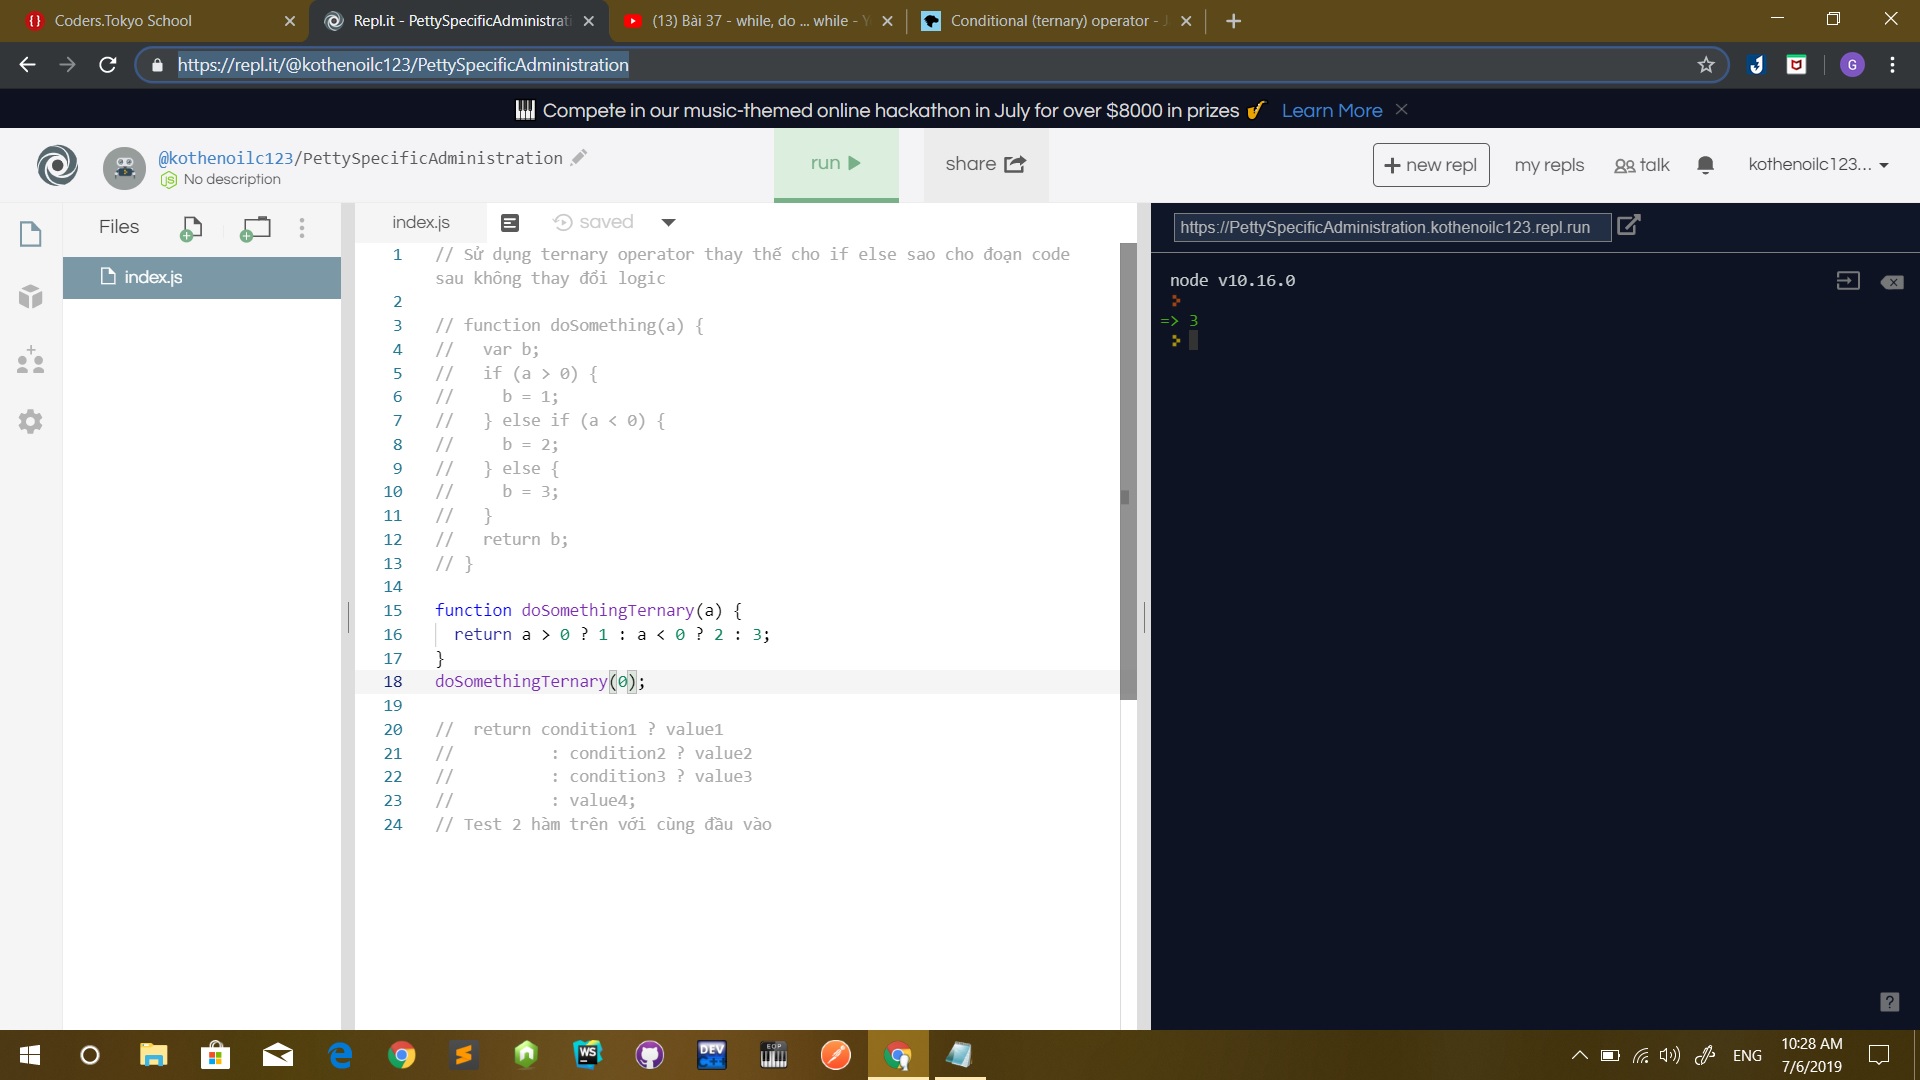 Coders.Tokyo School
Repl.it - PettySpecificAdministrati
(13) Bài 37 - while, do ... while - Y
Conditional (ternary) operator - J
https://repl.it/@kothenoilc123/PettySpecificAdministration
G
Compete in our music-themed online hackathon in July for over $8000 in prizes Learn More
@kothenoilc123/PettySpecificAdministration
No description
run
share
+ new repl
my repls
talk
kothenoilc123...
Files
index.js
index.js
saved
1 // Sử dụng ternary operator thay thế cho if else sao cho đoạn code
sau không thay đổi logic
2
3 // function doSomething(a) {
4 //   var b;
5 //   if (a > 0) {
6 //     b = 1;
7 //   } else if (a < 0) {
8 //     b = 2;
9 //   } else {
10 //     b = 3;
11 //   }
12 //   return b;
13 // }
14
15 function doSomethingTernary(a) {
16   return a > 0 ? 1 : a < 0 ? 2 : 3;
17 }
18 doSomethingTernary(0);
19
20 //  return condition1 ? value1
21 //          : condition2 ? value2
22 //          : condition3 ? value3
23 //          : value4;
24 // Test 2 hàm trên với cùng đầu vào
https://PettySpecificAdministration.kothenoilc123.repl.run
node v10.16.0
=> 3
?
WS
DEV
C++
EOP
ENG
10:28 AM
7/6/2019